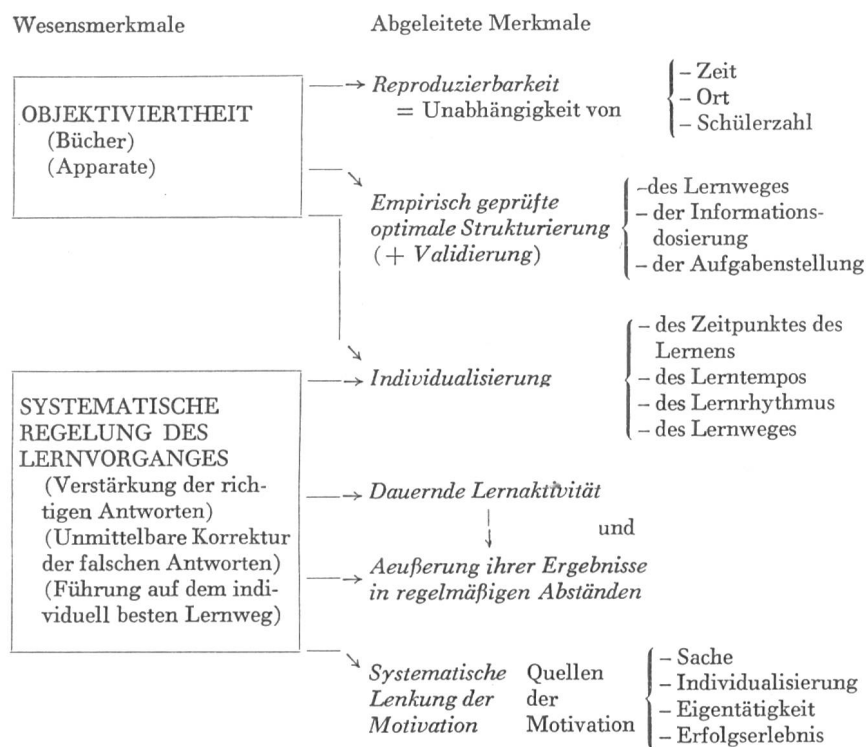 Wesensmerkmale
Abgeleitete Merkmale
OBJEKTIVIERTHEIT
(Bücher)
(Apparate)
Reproduzierbarkeit
= Unabhängigkeit von
– Zeit
– Ort
– Schülerzahl
Empirisch geprüfte
optimale Strukturierung
(+ Validierung)
–des Lernweges
– der Informations-
dosierung
– der Aufgabenstellung
Individualisierung
– des Zeitpunktes des
Lernens
– des Lerntempos
– des Lernrhythmus
– des Lernweges
SYSTEMATISCHE
REGELUNG DES
LERNVORGANGES
(Verstärkung der rich-
tigen Antworten)
(Unmittelbare Korrektur
der falschen Antworten)
(Führung auf dem indi-
viduell besten Lernweg)
Dauernde Lernaktivität
und
Aeußerung ihrer Ergebnisse
in regelmäßigen Abständen
Systematische
Lenkung der
Motivation
Quellen
der
Motivation
– Sache
– Individualisierung
– Eigentätigkeit
– Erfolgserlebnis